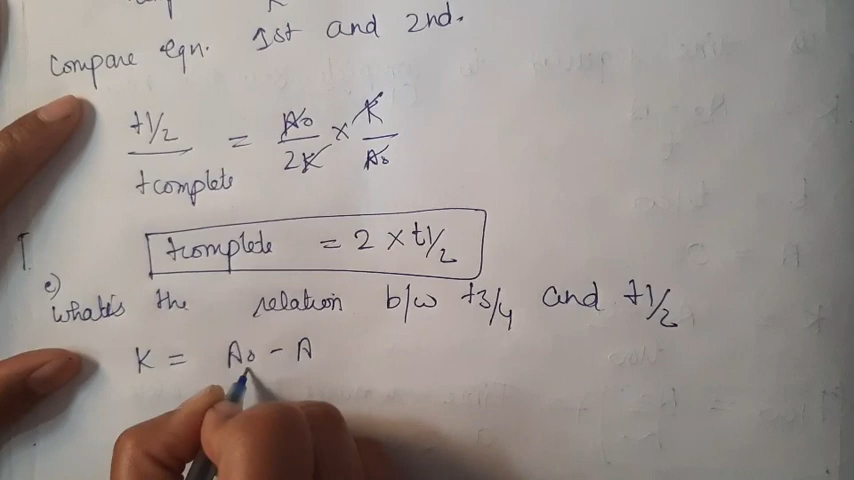 Compare eqn. 1st and 2nd.
t1/2 / tcomplete = A₀/2K × K/A₀
tcomplete = 2 × t1/2
e)
what's the relation b/w t3/4 and t1/2
K = A₀ - A